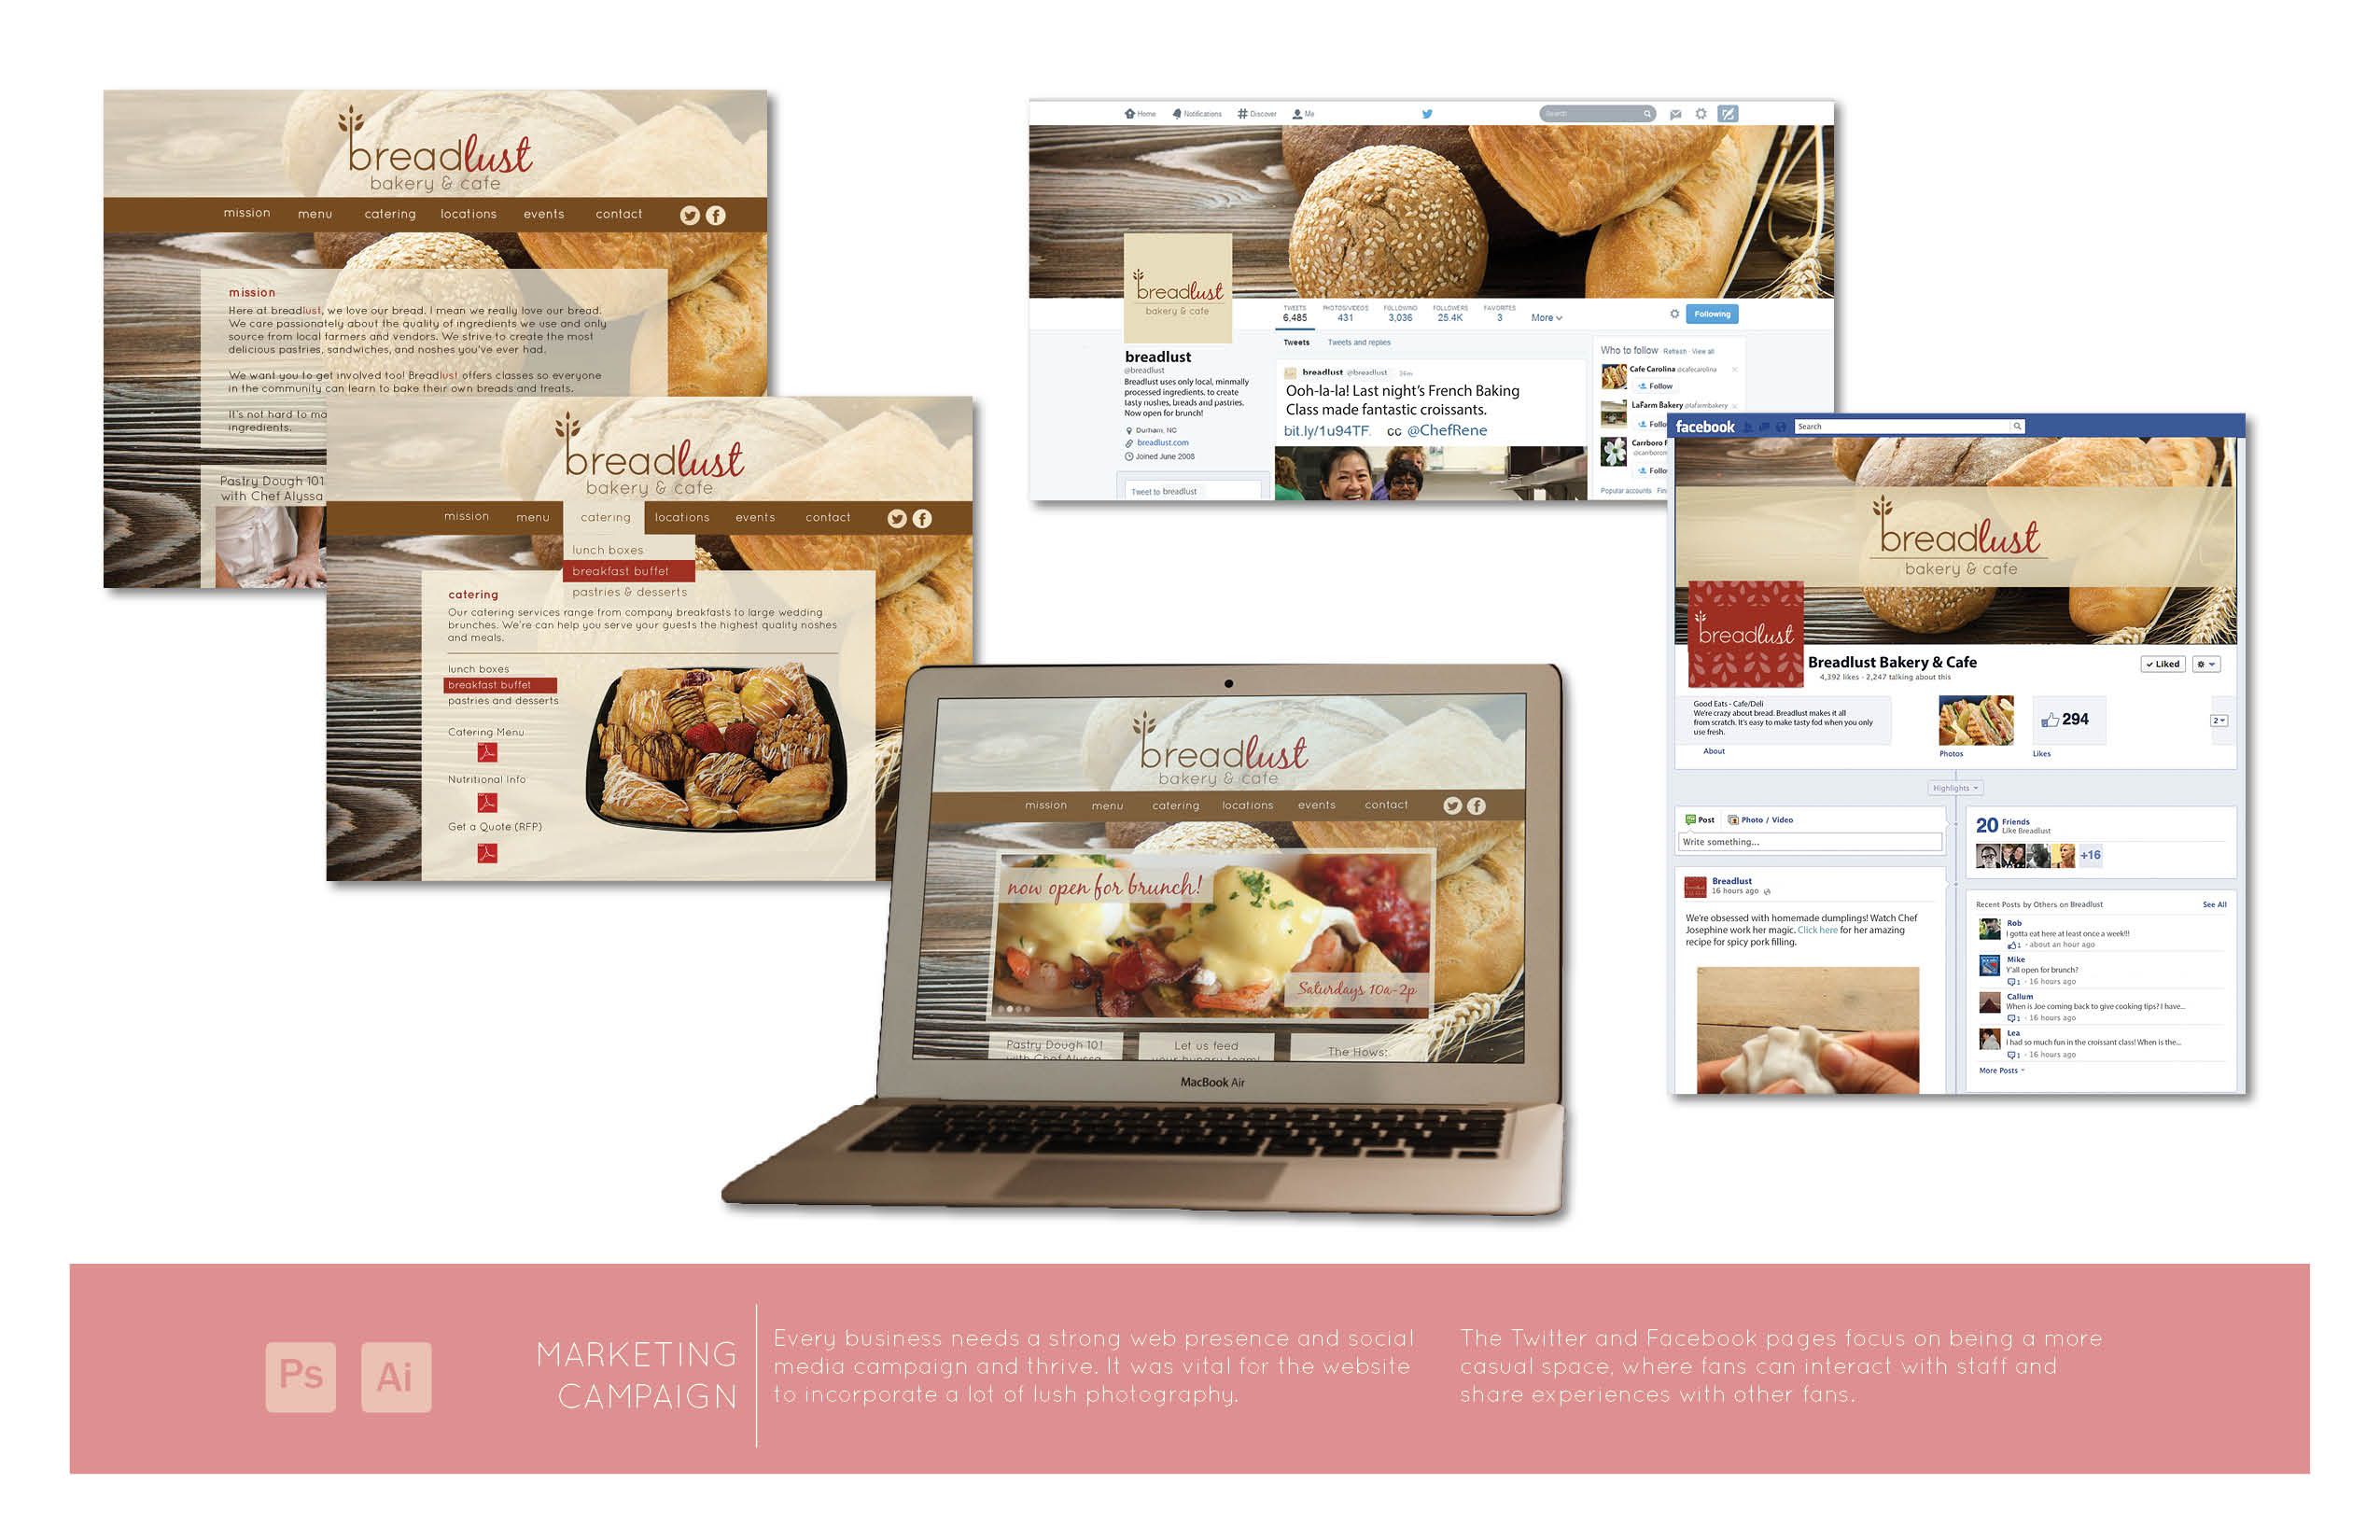 breadlust
bakery & cafe
mission menu catering locations events contact
mission
Here at breadlust, we love our bread. I mean we really love our bread.
We care passionately about the quality of ingredients we use and only
source from local farmers and vendors. We strive to create the most
delicious pastries, sandwiches, and noshes you've ever had.
We want you to get involved too! Breadlust offers classes so everyone
in the community can learn to bake their own breads and treats.
It's not hard to
ingredients.
Pastry Dough 101
with Chef Alyssa
breadlust
bakery & cafe
mission menu catering locations events contact
lunch boxes
breakfast buffet
pastries & desserts
catering
Our catering services range from company breakfasts to large wedding
brunches. We're can help you serve your guests the highest quality noshes
and meals.
lunch boxes
breakfast buffet
pastries and desserts
Catering Menu
Nutritional Info
Get a Quote (RFP)
Home Notifications Discover Me
Search
breadlust
bakery & cafe
TWEETS PHOTOS/VIDEOS FOLLOWING FOLLOWERS FAVORITES
6,485 431 3,036 25.4K 3 More
Following
Tweets Tweets and replies
breadlust
@breadlust
Breadlust uses only local, minmally
processed ingredients. to create
tasty noshes, breads and pastries.
Now open for brunch!
Durham, NC
breadlust.com
Joined June 2008
Tweet to breadlust
breadlust @breadlust 26m
Ooh-la-la! Last night's French Baking
Class made fantastic croissants.
bit.ly/1u94TF. cc @ChefRene
Who to follow · Refresh · View all
Cafe Carolina @cafecarolina
Follow
LaFarm Bakery @lafarmbakery
Follo
Carrboro
Follo
Popular accounts
facebook
Search
breadlust
bakery & cafe
breadlust
Breadlust Bakery & Cafe
4,392 likes · 2,247 talking about this
Liked
Good Eats - Cafe/Deli
We're crazy about bread. Breadlust makes it all
from scratch. It's easy to make tasty fod when you only
use fresh.
About
Photos
294
Likes
2
Highlights
Post Photo / Video
Write something...
20 Friends
Like Breadlust
+16
Breadlust
16 hours ago
We're obsessed with homemade dumplings! Watch Chef
Josephine work her magic. Click here for her amazing
recipe for spicy pork filling.
Recent Posts by Others on Breadlust See All
Rob
I gotta eat here at least once a week!!!
1 · about an hour ago
Mike
Y'all open for brunch?
1 · 16 hours ago
Callum
When is Joe coming back to give cooking tips? I have...
1 · 16 hours ago
Lea
I had so much fun in the croissant class! When is the...
1 · 16 hours ago
More Posts
breadlust
bakery & cafe
mission menu catering locations events contact
now open for brunch!
Saturdays 10a-2p
Pastry Dough 101
with Chef Alyssa
Let us feed
your hungry team!
The Hows:
MacBook Air
Ps Ai
MARKETING
CAMPAIGN
Every business needs a strong web presence and social
media campaign and thrive. It was vital for the website
to incorporate a lot of lush photography.
The Twitter and Facebook pages focus on being a more
casual space, where fans can interact with staff and
share experiences with other fans.